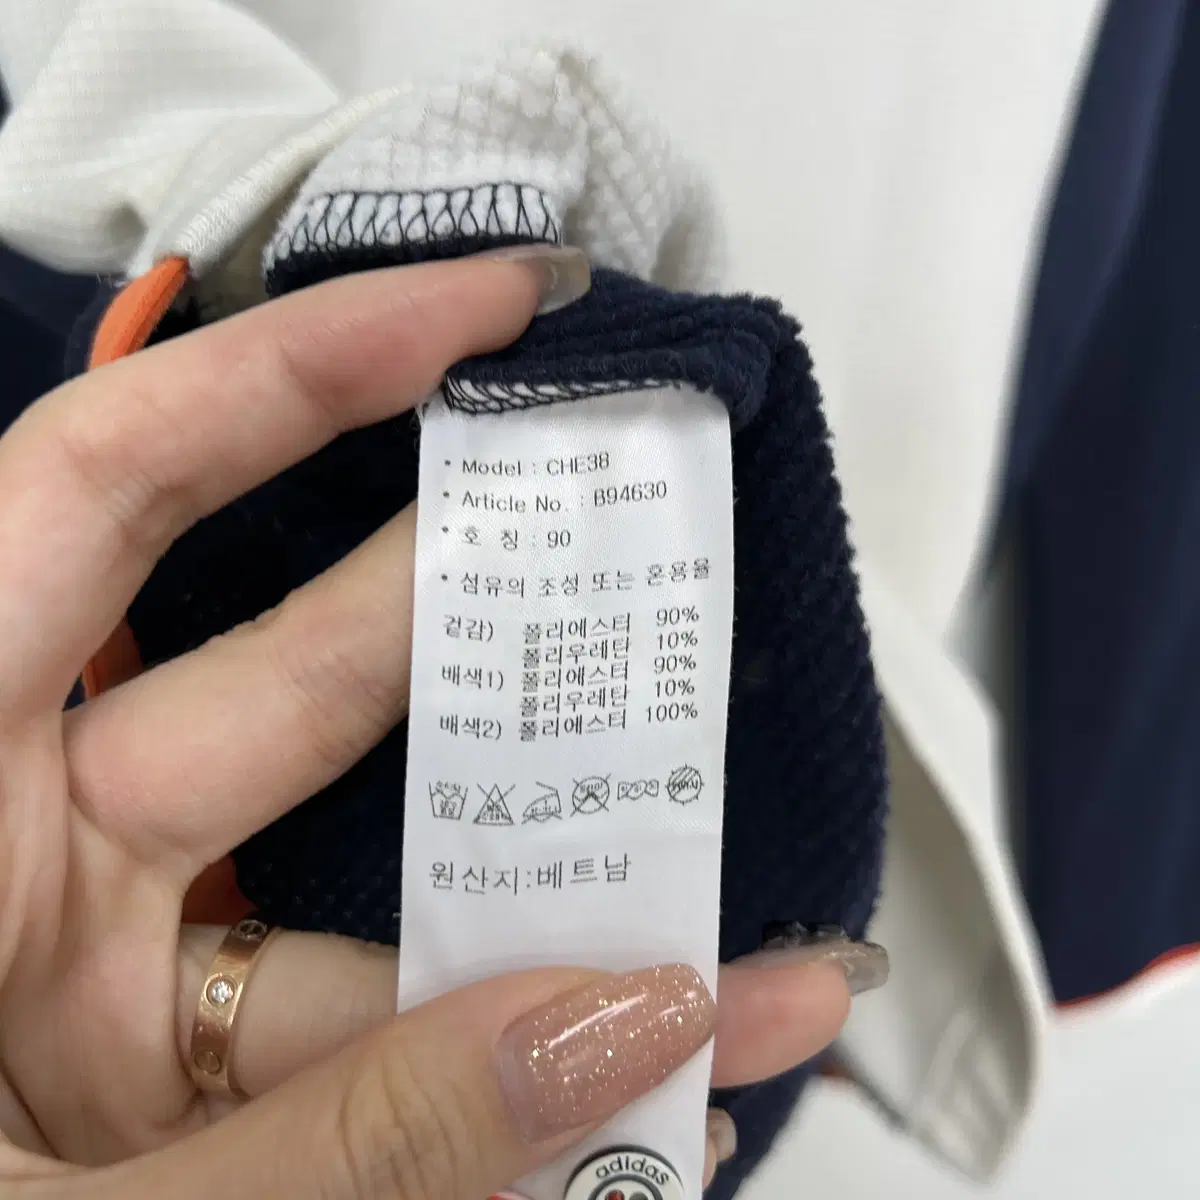 • Model : CHE38
• Article No. : B94630
• 호 칭 : 90
• 섬유의 조성 또는 혼용율
겉감) 폴리에스터 90%
폴리우레탄 10%
배색1) 폴리에스터 90%
폴리우레탄 10%
배색2) 폴리에스터 100%
원산지:베트남
adidas